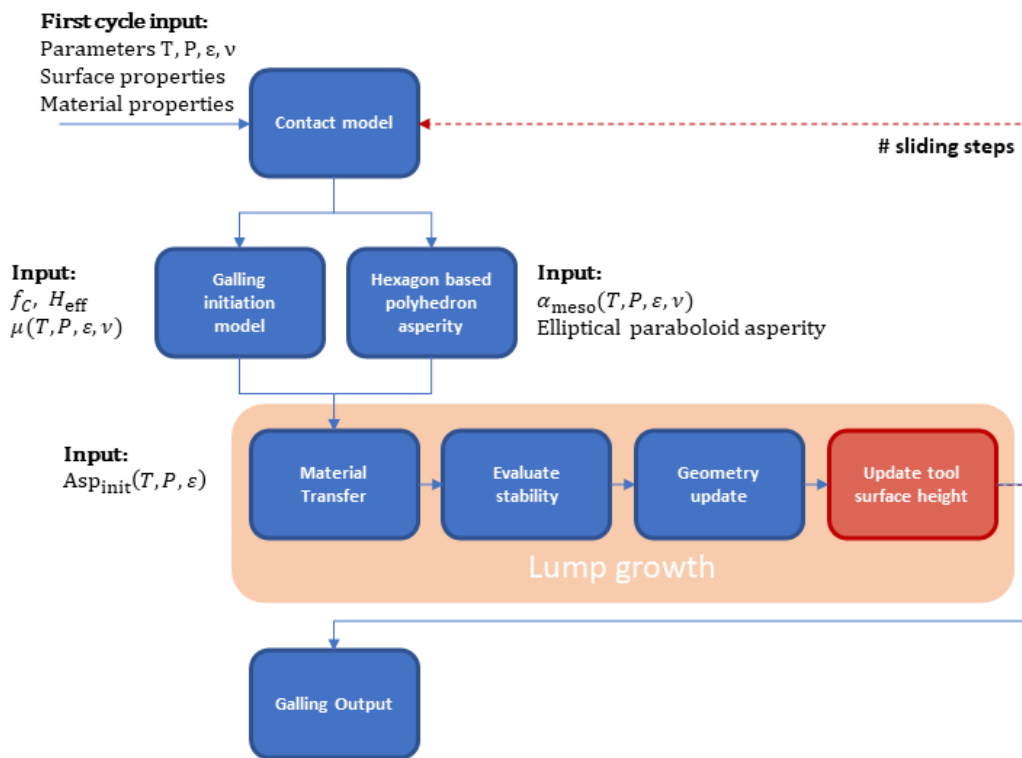 First cycle input:
Parameters T, P, ε, ν
Surface properties
Material properties
Contact model
# sliding steps
Input:
f_C, H_eff
μ(T, P, ε, ν)
Galling
initiation
model
Hexagon based
polyhedron
asperity
Input:
α_meso(T, P, ε, ν)
Elliptical paraboloid asperity
Input:
Asp_init(T, P, ε)
Material
Transfer
Evaluate
stability
Geometry
update
Update tool
surface height
Lump growth
Galling Output